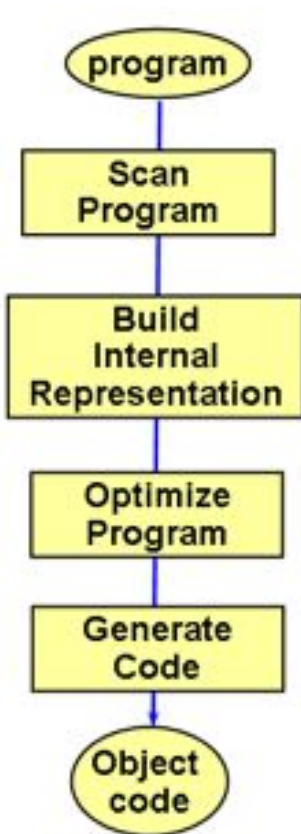 program
Scan
Program
Build
Internal
Representation
Optimize
Program
Generate
Code
Object
code